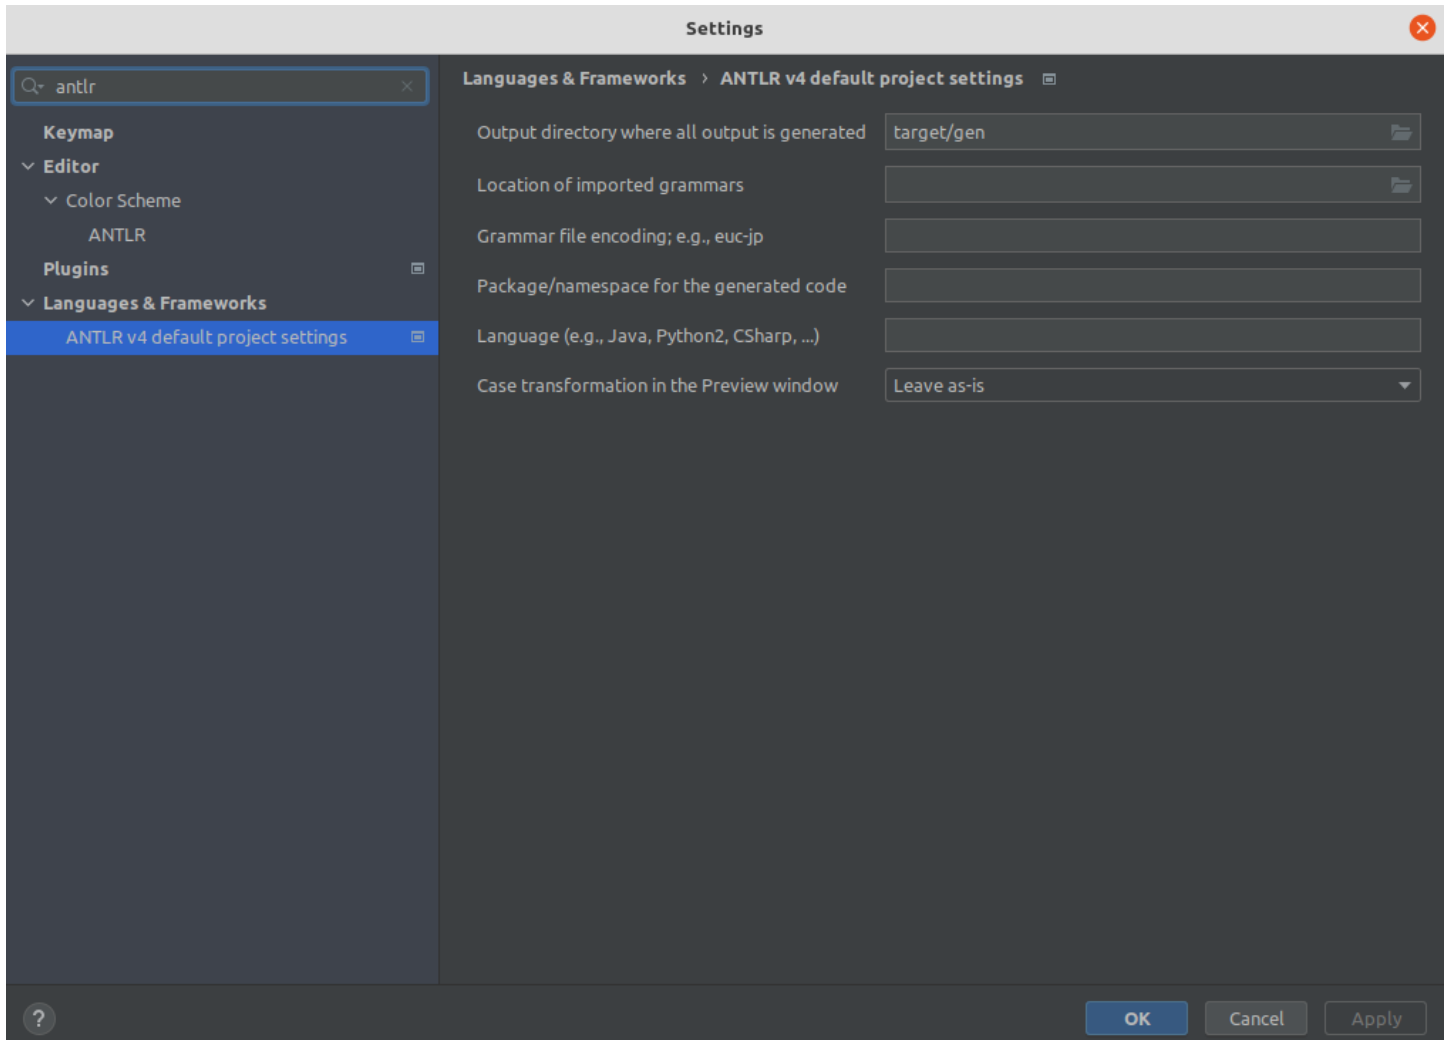 Settings
antlr
Keymap
Editor
Color Scheme
ANTLR
Plugins
Languages & Frameworks
ANTLR v4 default project settings
Languages & Frameworks › ANTLR v4 default project settings
Output directory where all output is generated target/gen
Location of imported grammars
Grammar file encoding; e.g., euc-jp
Package/namespace for the generated code
Language (e.g., Java, Python2, CSharp, ...)
Case transformation in the Preview window Leave as-is
? OK Cancel Apply